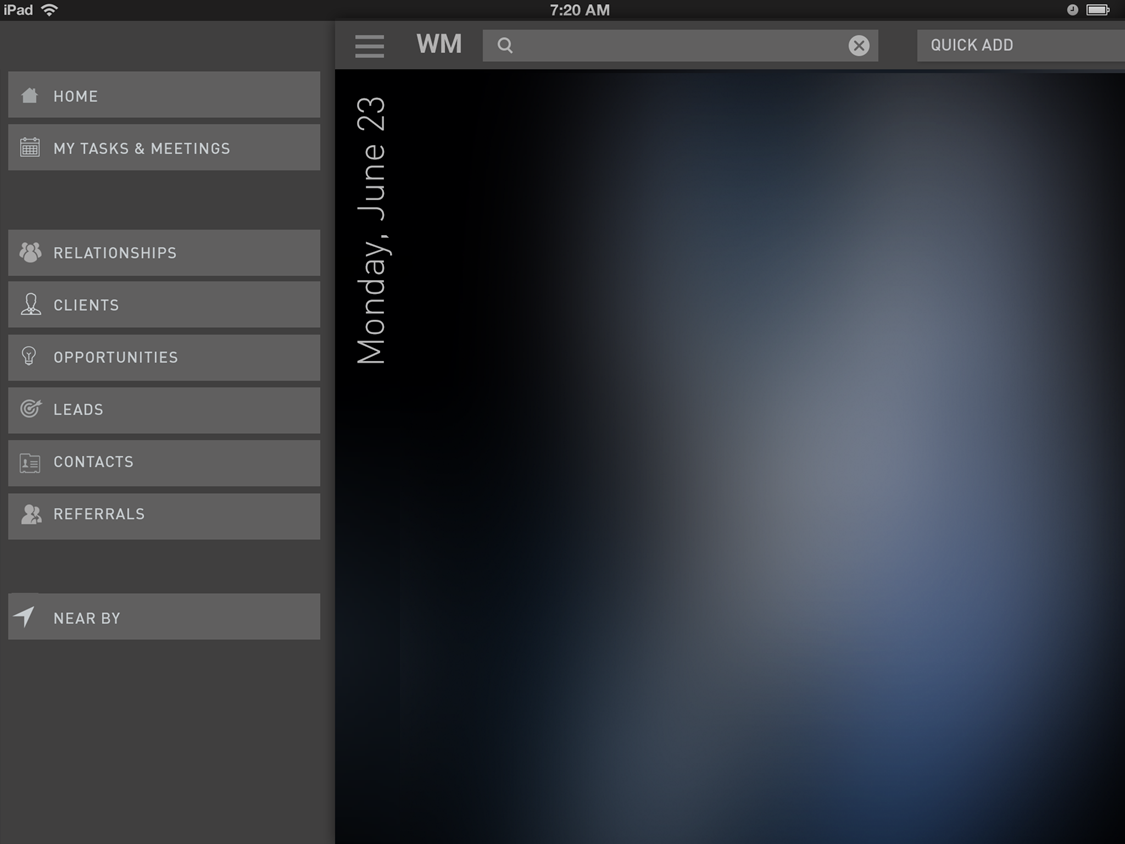 iPad
7:20 AM
WM
QUICK ADD
HOME
MY TASKS & MEETINGS
RELATIONSHIPS
CLIENTS
OPPORTUNITIES
LEADS
CONTACTS
REFERRALS
NEAR BY
Monday, June 23